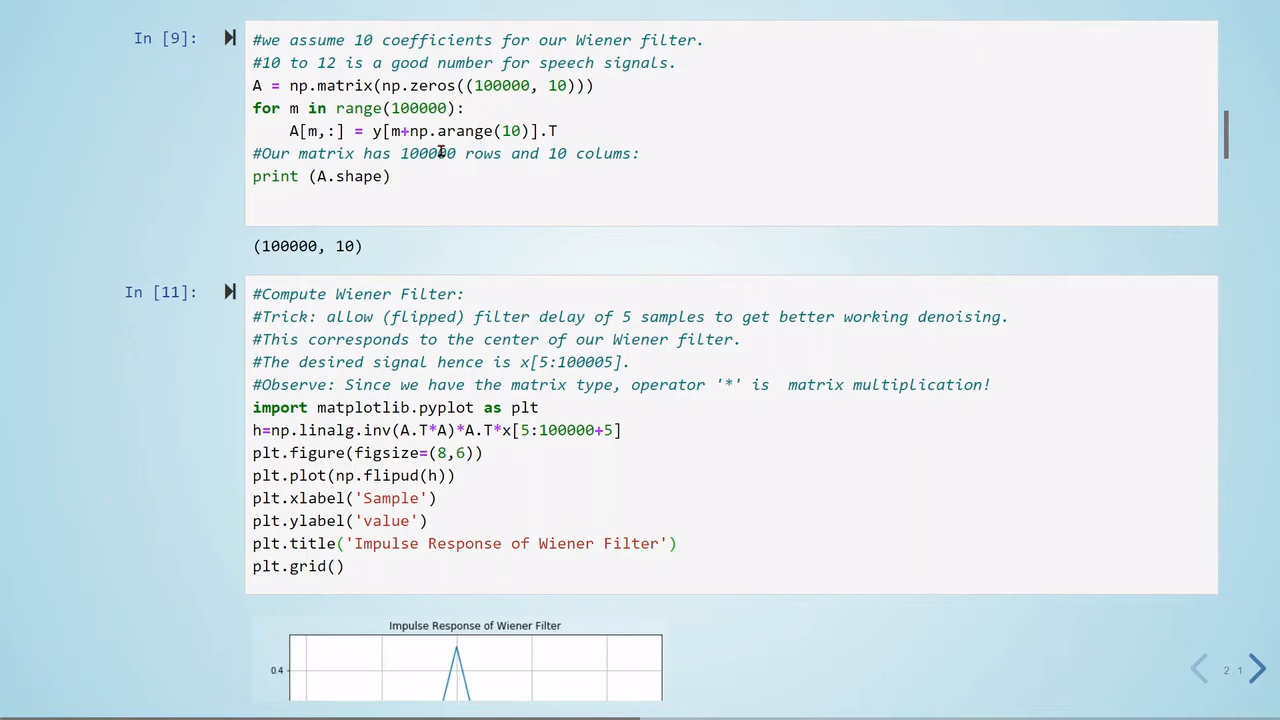 In [9]:
#we assume 10 coefficients for our Wiener filter.
#10 to 12 is a good number for speech signals.
A = np.matrix(np.zeros((100000, 10)))
for m in range(100000):
    A[m,:] = y[m+np.arange(10)].T
#Our matrix has 100000 rows and 10 colums:
print (A.shape)
(100000, 10)
In [11]:
#Compute Wiener Filter:
#Trick: allow (flipped) filter delay of 5 samples to get better working denoising.
#This corresponds to the center of our Wiener filter.
#The desired signal hence is x[5:100005].
#Observe: Since we have the matrix type, operator '*' is  matrix multiplication!
import matplotlib.pyplot as plt
h=np.linalg.inv(A.T*A)*A.T*x[5:100000+5]
plt.figure(figsize=(8,6))
plt.plot(np.flipud(h))
plt.xlabel('Sample')
plt.ylabel('value')
plt.title('Impulse Response of Wiener Filter')
plt.grid()
Impulse Response of Wiener Filter
0.4
2.1